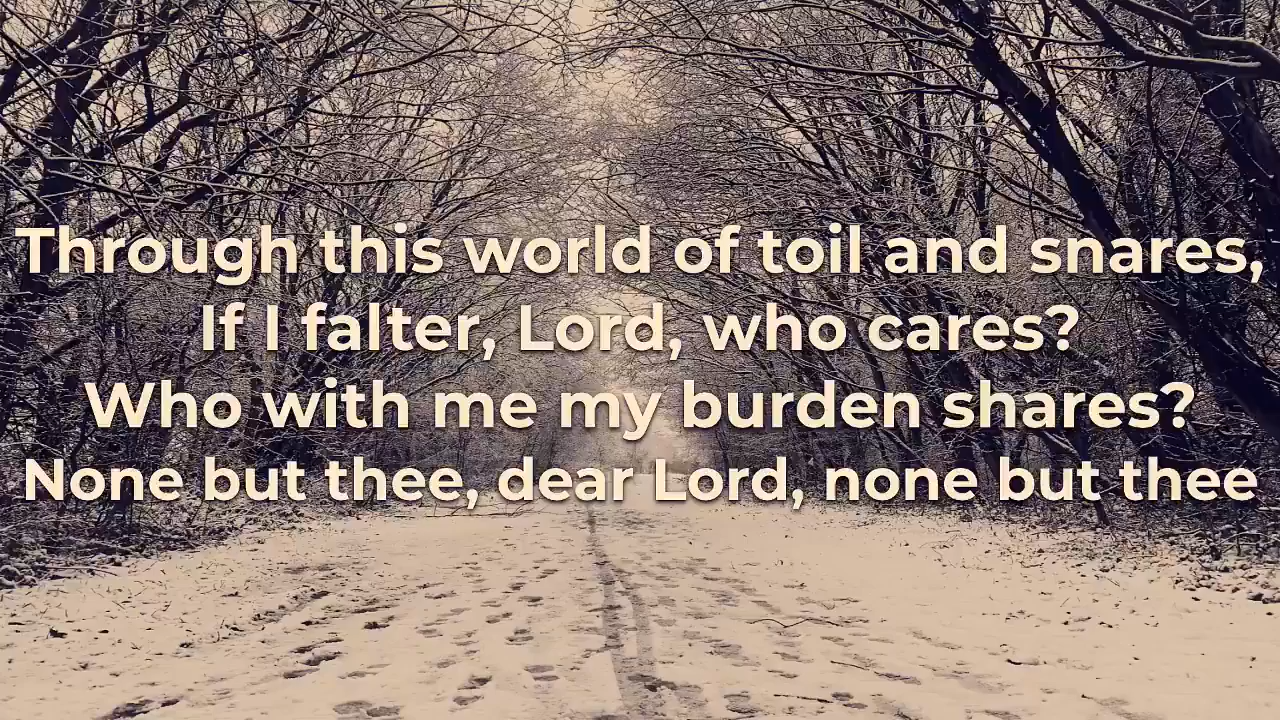 Through this world of toil and snares,
If I falter, Lord, who cares?
Who with me my burden shares?
None but thee, dear Lord, none but thee